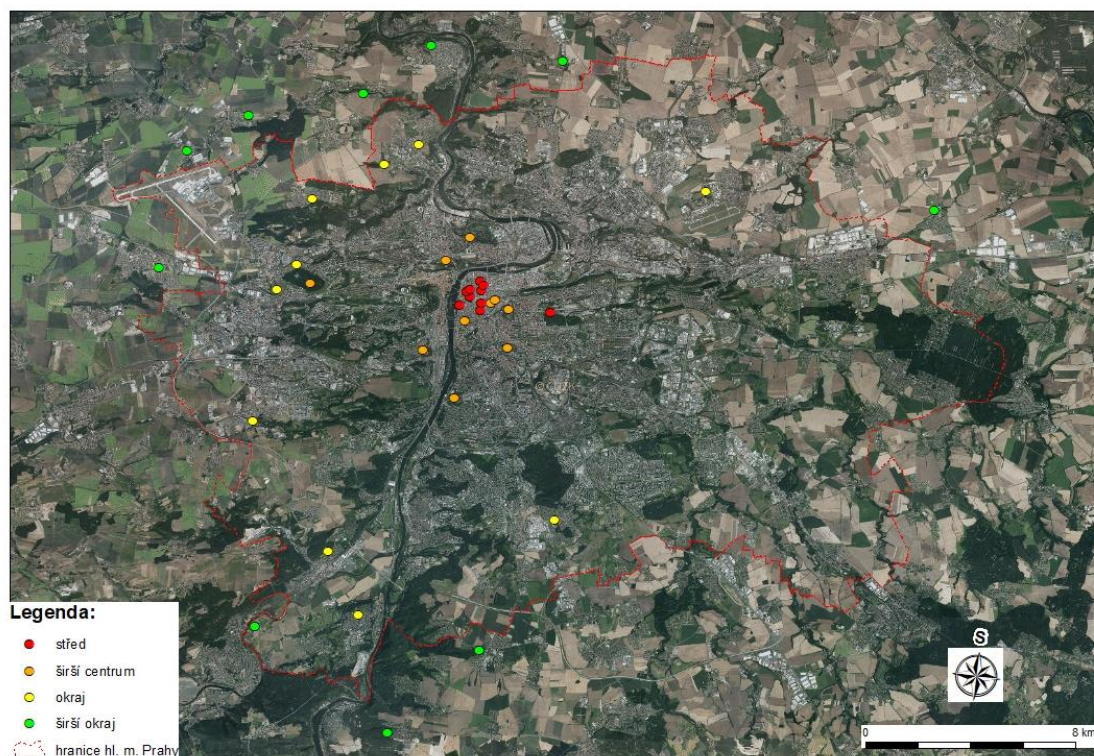 Legenda:
střed
širší centrum
okraj
širší okraj
hranice hl. m. Prahy
S
0
8 km